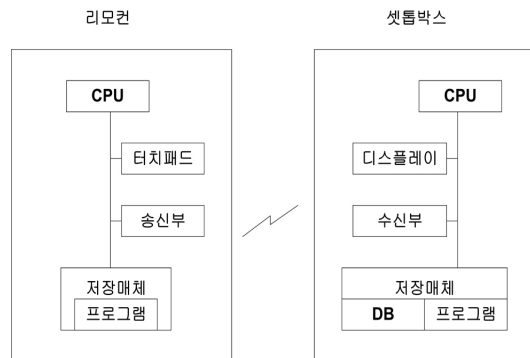 리모컨
CPU
터치패드
송신부
저장매체
프로그램
셋톱박스
CPU
디스플레이
수신부
저장매체
DB 프로그램